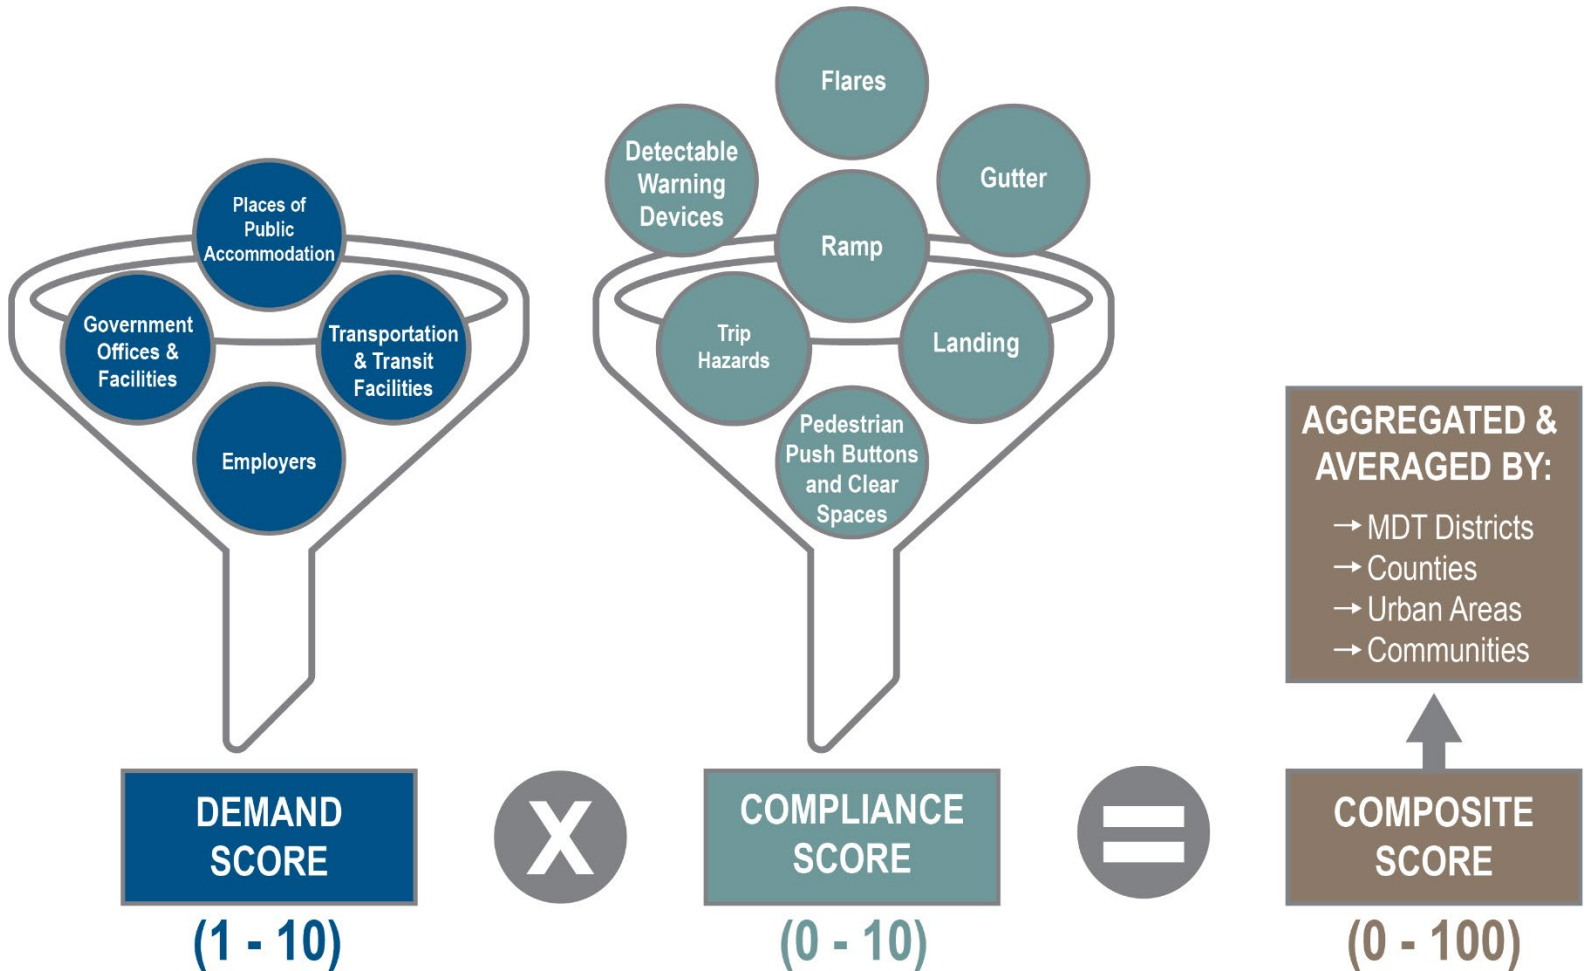 Places of
Public
Accommodation
Government
Offices &
Facilities
Transportation
& Transit
Facilities
Employers
Flares
Detectable
Warning
Devices
Gutter
Ramp
Trip
Hazards
Landing
Pedestrian
Push Buttons
and Clear
Spaces
AGGREGATED &
AVERAGED BY:
→ MDT Districts
→ Counties
→ Urban Areas
→ Communities
DEMAND
SCORE
(1 - 10)
X
COMPLIANCE
SCORE
(0 - 10)
=
COMPOSITE
SCORE
(0 - 100)